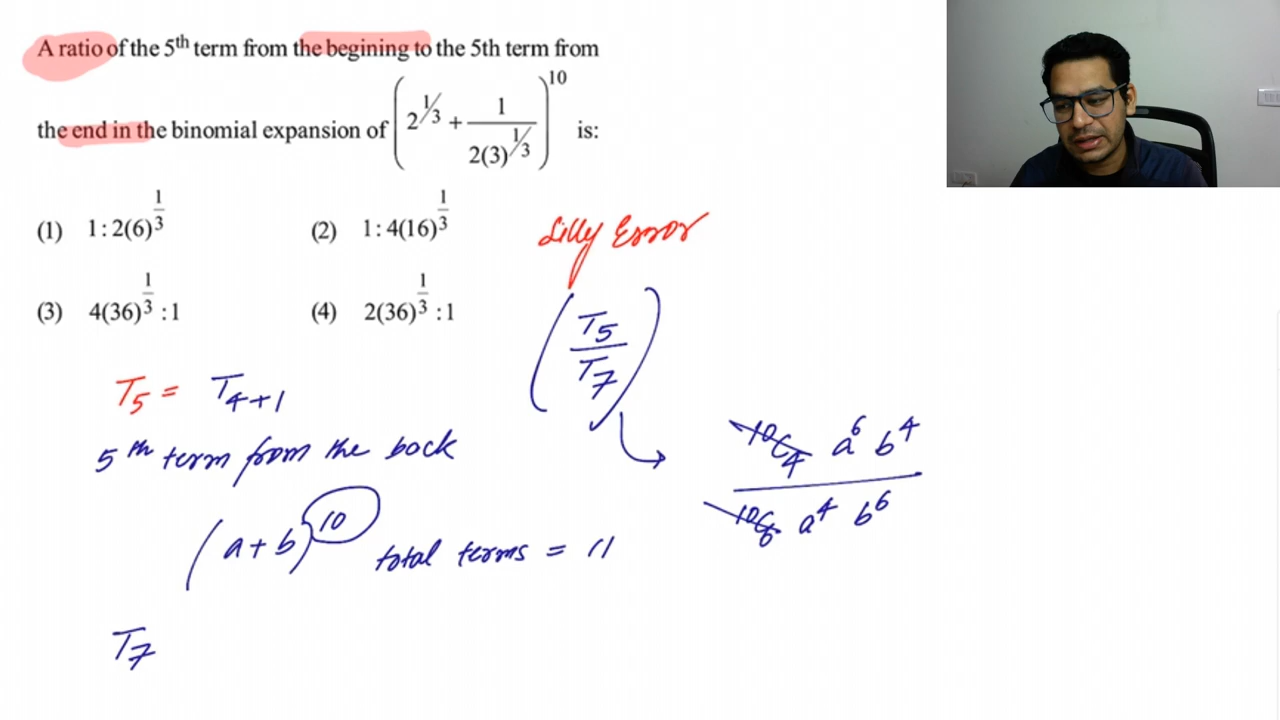 A ratio of the 5th term from the begining to the 5th term from
the end in the binomial expansion of (2^1/3 + 1/2(3)^1/3)^10 is:
(1) 1 : 2(6)^1/3 (2) 1 : 4(16)^1/3
(3) 4(36)^1/3 : 1 (4) 2(36)^1/3 : 1
Silly Error
(T5/T7)
T5 = T4+1
5th term from the back
(a+b)^10 total terms = 11
T7
10C4 a^6 b^4
10C6 a^4 b^6